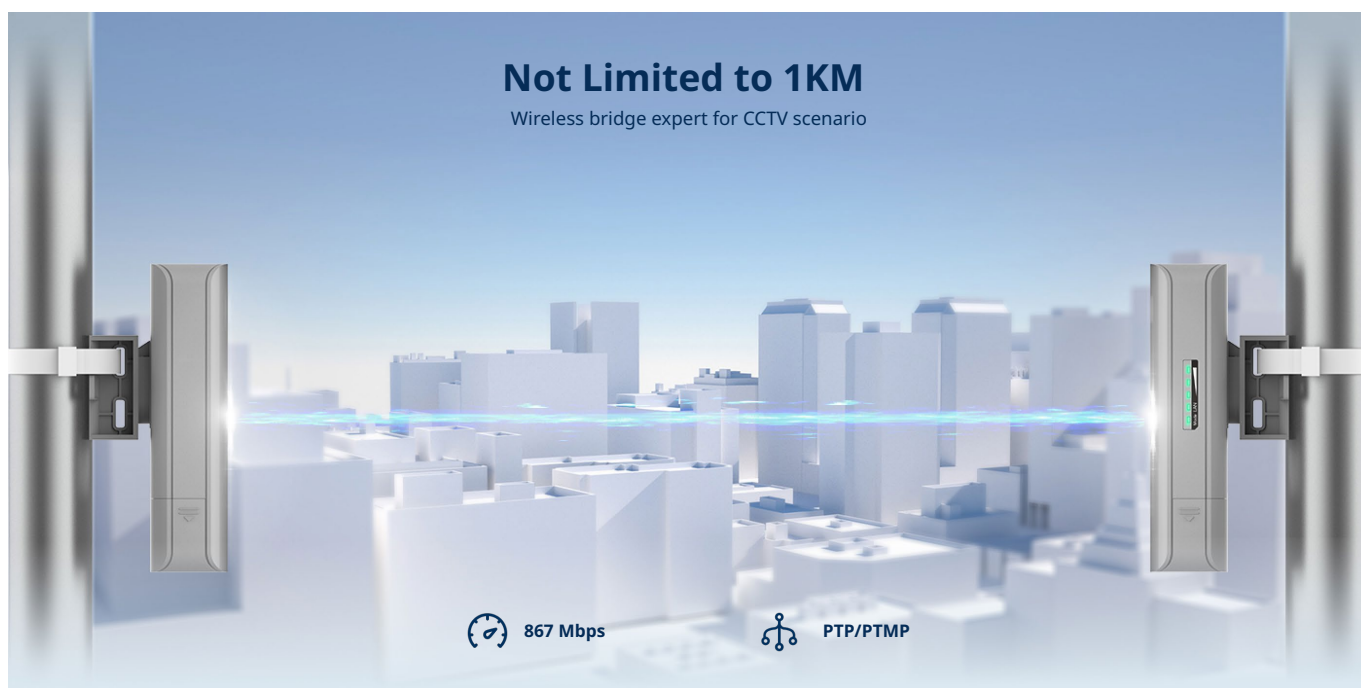 Not Limited to 1KM
Wireless bridge expert for CCTV scenario
867 Mbps
PTP/PTMP